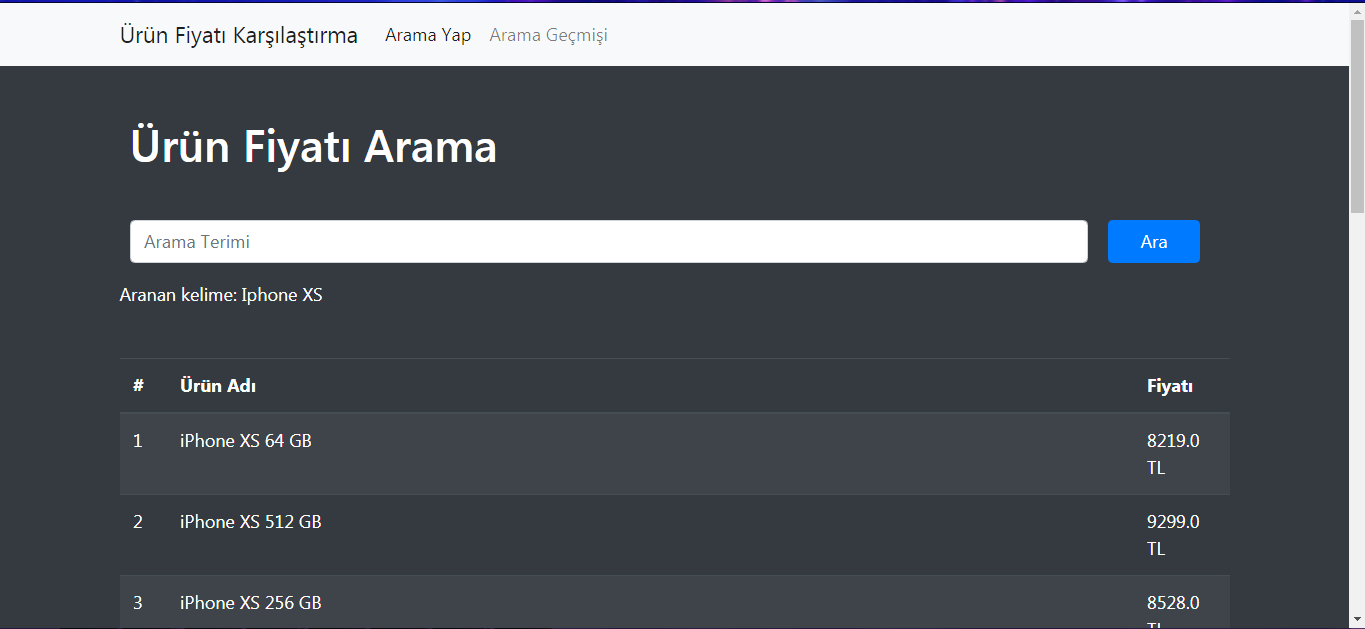 Ürün Fiyatı Karşılaştırma Arama Yap Arama Geçmişi
Ürün Fiyatı Arama
Arama Terimi Ara
Aranan kelime: Iphone XS
# Ürün Adı Fiyatı
1 iPhone XS 64 GB 8219.0
TL
2 iPhone XS 512 GB 9299.0
TL
3 iPhone XS 256 GB 8528.0
TL